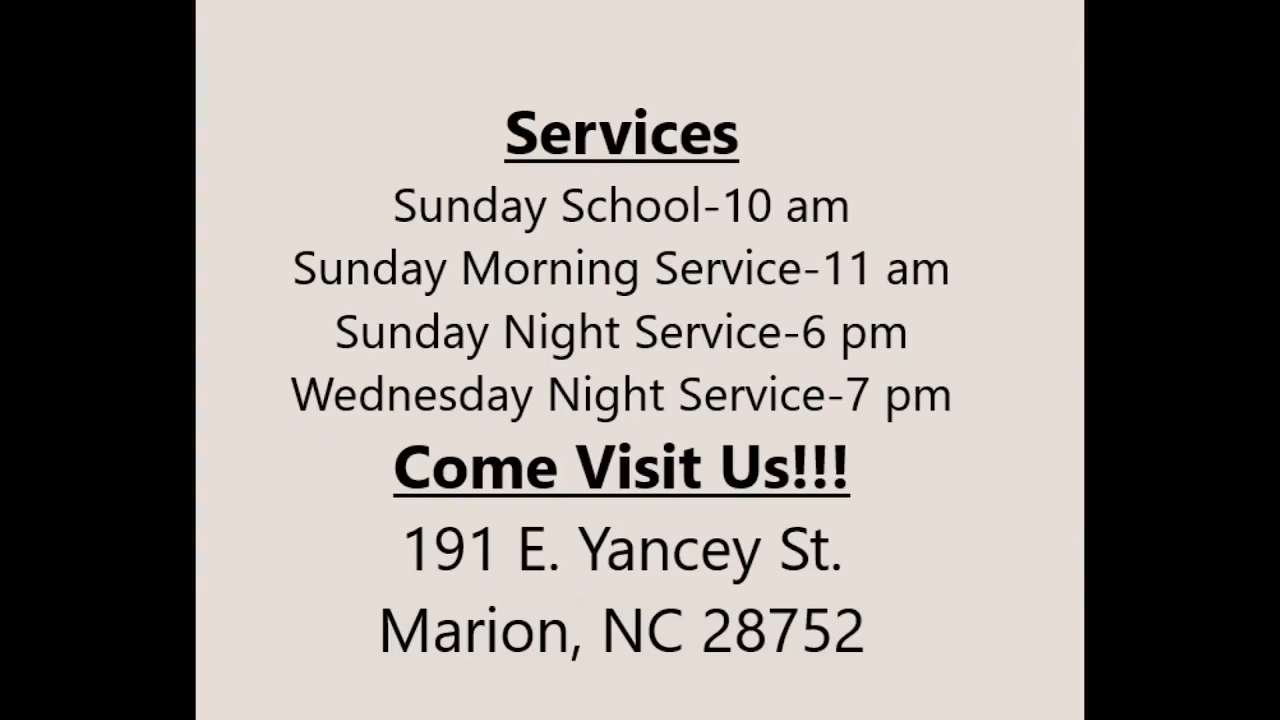 Services
Sunday School-10 am
Sunday Morning Service-11 am
Sunday Night Service-6 pm
Wednesday Night Service-7 pm
Come Visit Us!!!
191 E. Yancey St.
Marion, NC 28752